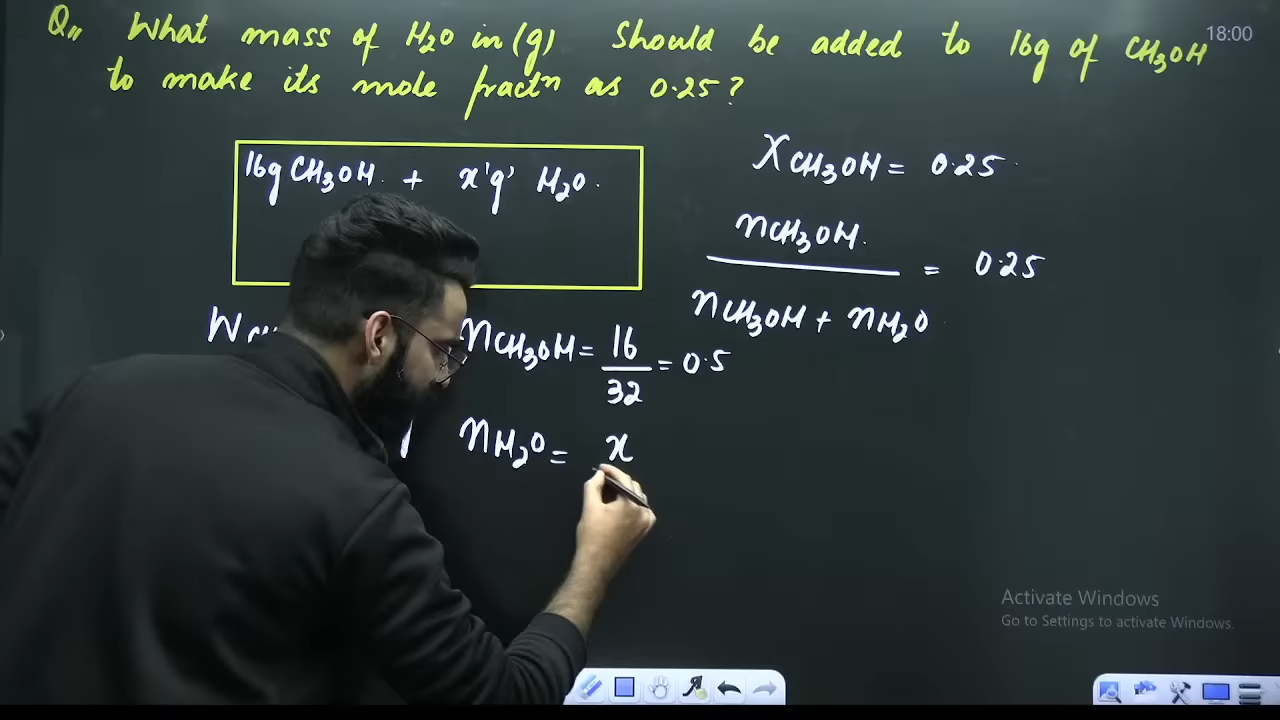 Q,, What mass of H2O in (g) Should be added to 16g of CH3OH
to make its mole fractn as 0.25?
18:00
16g CH3OH + x'g' H2O.
XCH3OH = 0.25
nCH3OH.
———— = 0.25
nCH3OH + nH2O
W
nCH3OH = 16/32 = 0.5
nH2O = x
Activate Windows
Go to Settings to activate Windows.